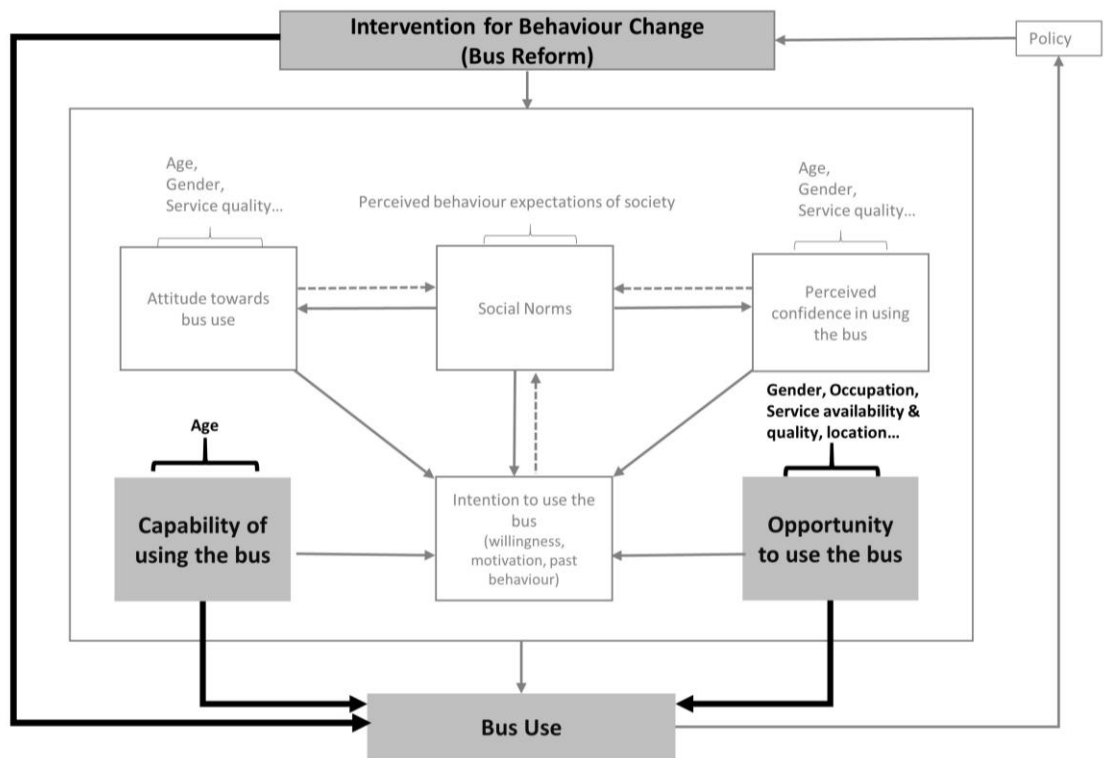 Intervention for Behaviour Change
(Bus Reform)
Policy
Age,
Gender,
Service quality...
Perceived behaviour expectations of society
Age,
Gender,
Service quality...
Attitude towards
bus use
Social Norms
Perceived
confidence in using
the bus
Age
Gender, Occupation,
Service availability &
quality, location...
Capability of
using the bus
Intention to use the
bus
(willingness,
motivation, past
behaviour)
Opportunity
to use the bus
Bus Use